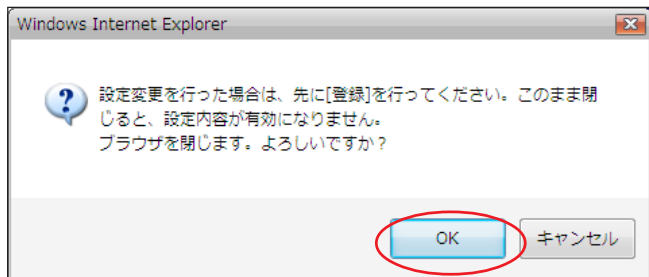 Windows Internet Explorer
設定変更を行った場合は、先に[登録]を行ってください。このまま閉
じると、設定内容が有効になりません。
ブラウザを閉じます。よろしいですか？
OK キャンセル